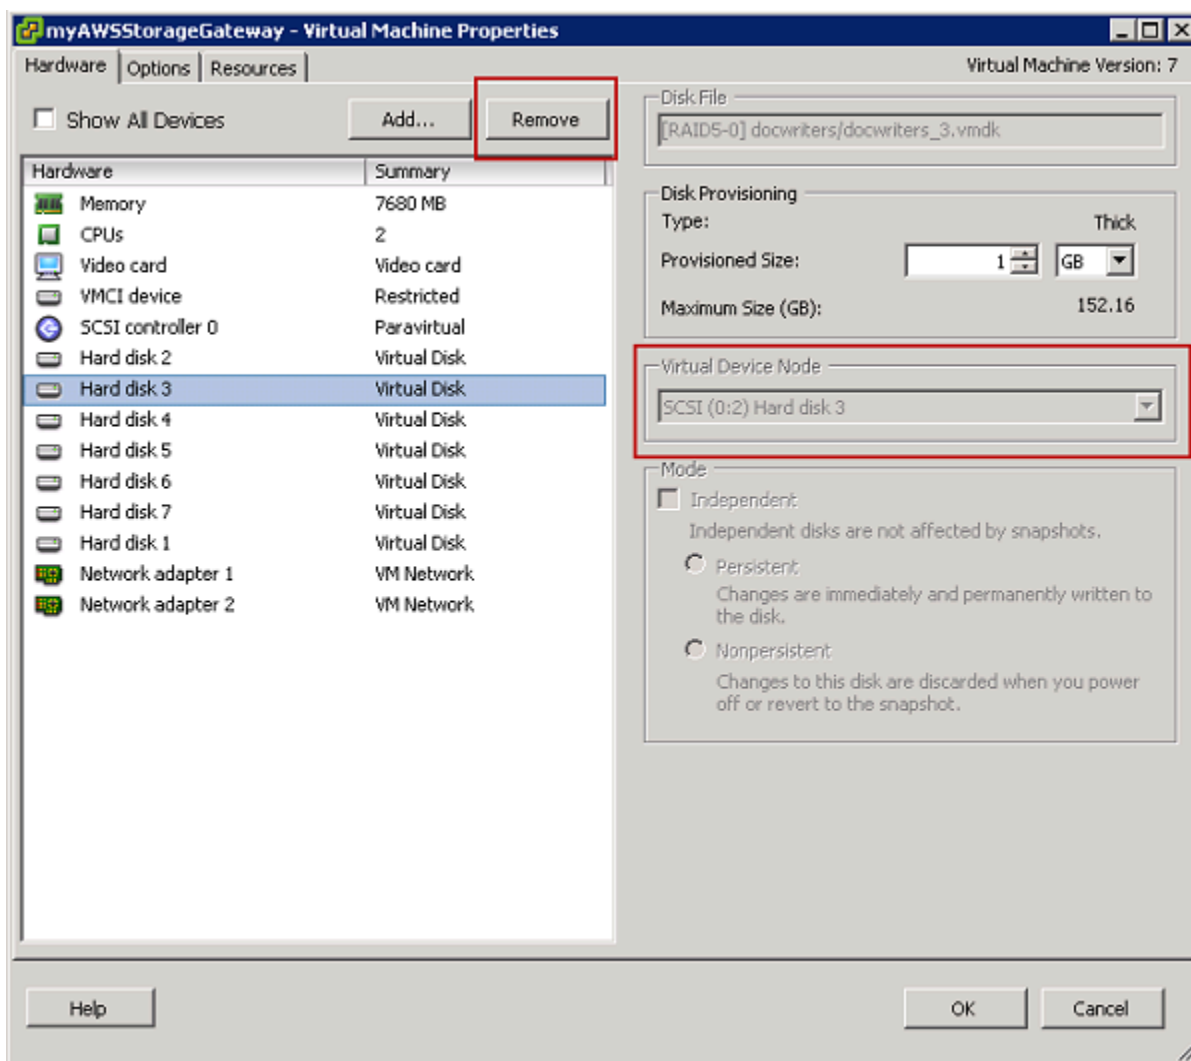 myAWSStorageGateway - Virtual Machine Properties
Hardware Options Resources
Virtual Machine Version: 7
Show All Devices
Add...
Remove
Hardware Summary
Memory 7680 MB
CPUs 2
Video card Video card
VMCI device Restricted
SCSI controller 0 Paravirtual
Hard disk 2 Virtual Disk
Hard disk 3 Virtual Disk
Hard disk 4 Virtual Disk
Hard disk 5 Virtual Disk
Hard disk 6 Virtual Disk
Hard disk 7 Virtual Disk
Hard disk 1 Virtual Disk
Network adapter 1 VM Network
Network adapter 2 VM Network
Disk File
[RAID5-0] docwriters/docwriters_3.vmdk
Disk Provisioning
Type: Thick
Provisioned Size: 1 GB
Maximum Size (GB): 152.16
Virtual Device Node
SCSI (0:2) Hard disk 3
Mode
Independent
Independent disks are not affected by snapshots.
Persistent
Changes are immediately and permanently written to
the disk.
Nonpersistent
Changes to this disk are discarded when you power
off or revert to the snapshot.
Help
OK
Cancel